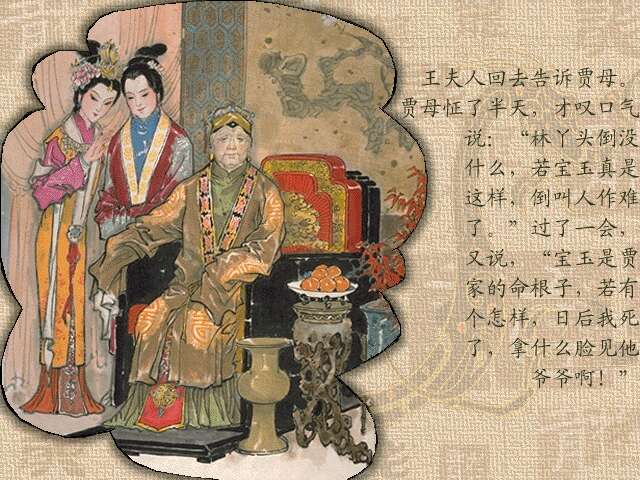 王夫人回去告诉贾母。
贾母怔了半天，才叹口气
说：“林丫头倒没
什么，若宝玉真是
这样，倒叫人作难
了。”过了一会，
又说，“宝玉是贾
家的命根子，若有
个怎样，日后我死
了，拿什么脸见他
爷爷啊！”